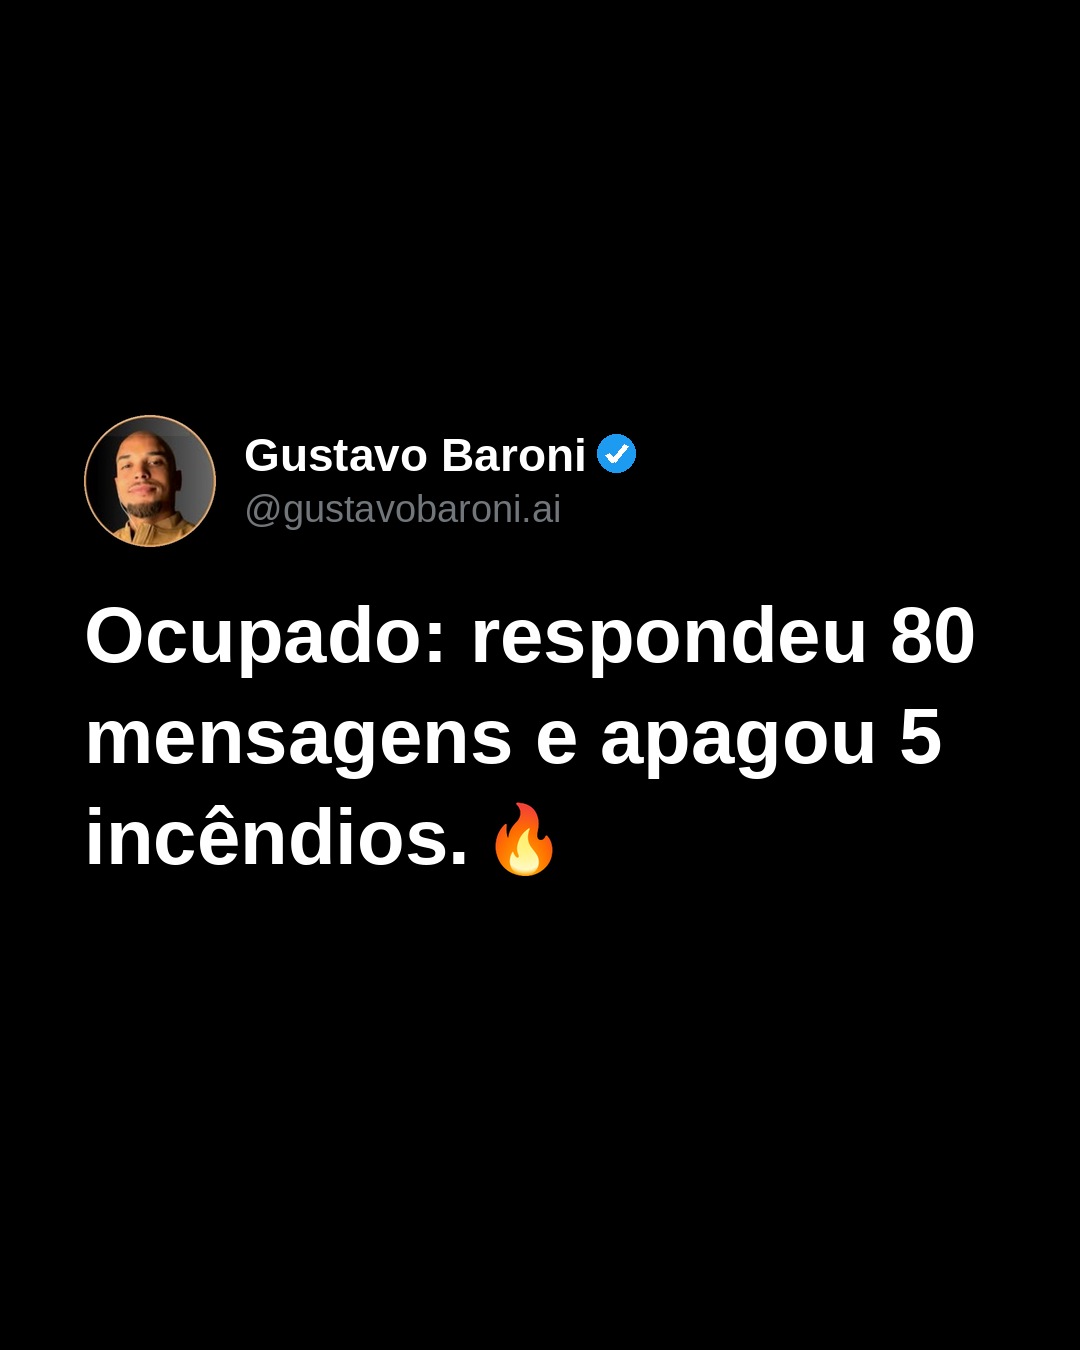 Gustavo Baroni
@gustavobaroni.ai
Ocupado: respondeu 80
mensagens e apagou 5
incêndios. 🔥